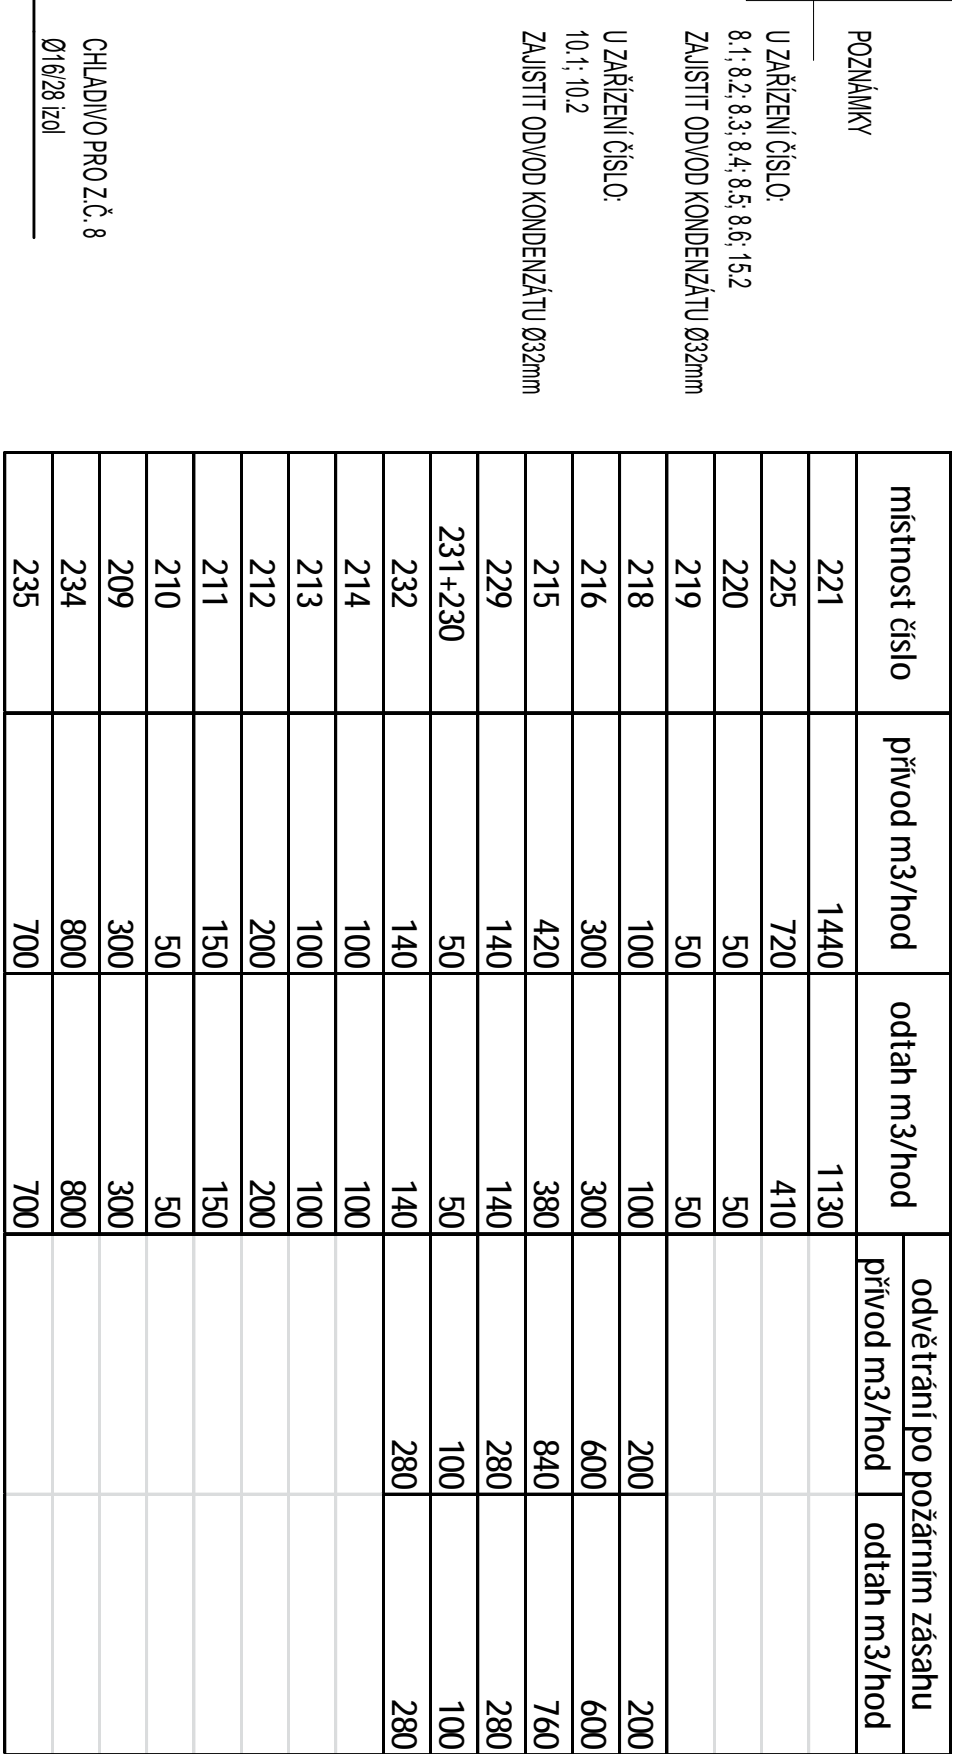 POZNÁMKY
U ZAŘÍZENÍ ČÍSLO:
8.1; 8.2; 8.3; 8.4; 8.5; 8.6; 15.2
ZAJISTIT ODVOD KONDENZÁTU Ø32mm
U ZAŘÍZENÍ ČÍSLO:
10.1; 10.2
ZAJISTIT ODVOD KONDENZÁTU Ø32mm
CHLADIVO PRO Z.Č. 8
Ø16/28 izol
odvětrání po požárním zásahu
místnost číslo přívod m3/hod odtah m3/hod přívod m3/hod odtah m3/hod
221 1440 1130
225 720 410
220 50 50
219 50 50
218 100 100 200 200
216 300 300 600 600
215 420 380 840 760
229 140 140 280 280
231+230 50 50 100 100
232 140 140 280 280
214 100 100
213 100 100
212 200 200
211 150 150
210 50 50
209 300 300
234 800 800
235 700 700